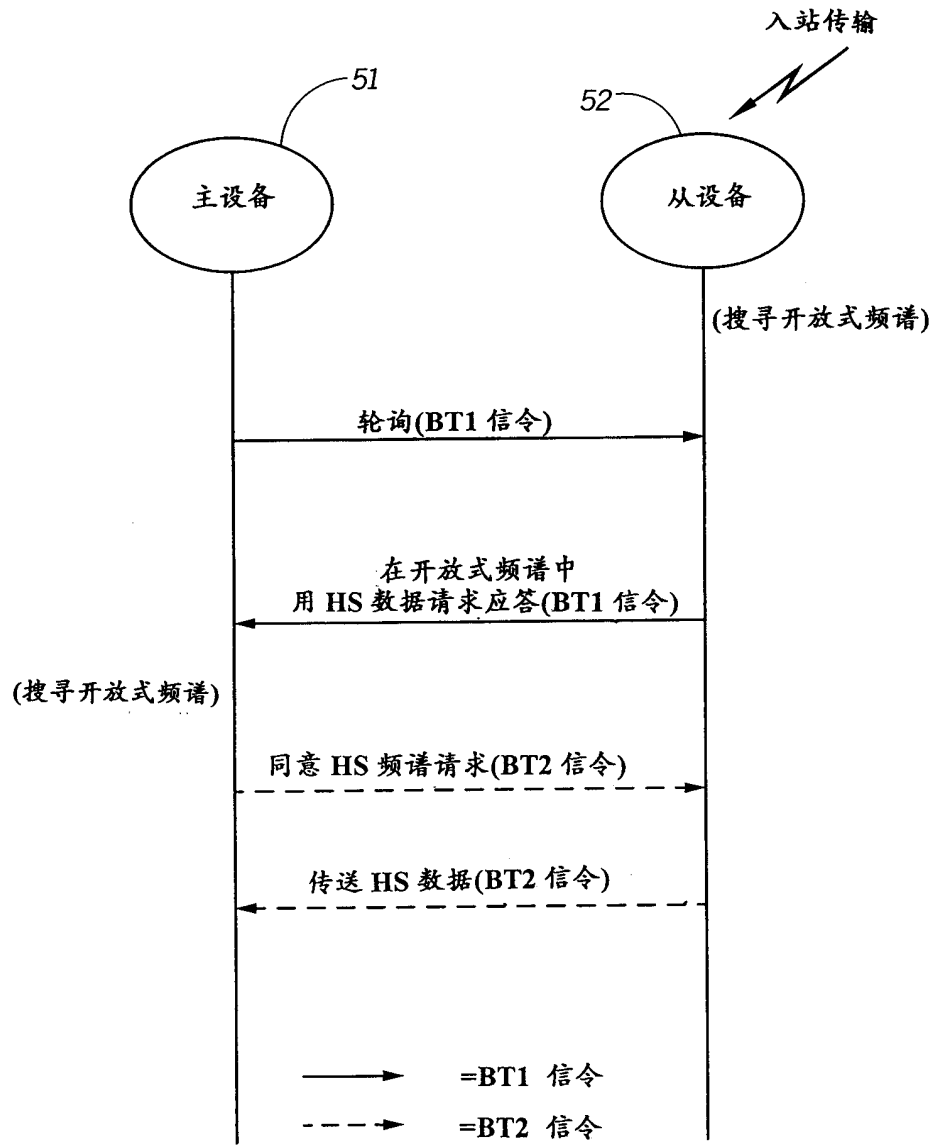 入站传输
51
52
主设备
从设备
(搜寻开放式频谱)
轮询(BT1 信令)
在开放式频谱中
用 HS 数据请求应答(BT1 信令)
(搜寻开放式频谱)
同意 HS 频谱请求(BT2 信令)
传送 HS 数据(BT2 信令)
=BT1 信令
=BT2 信令